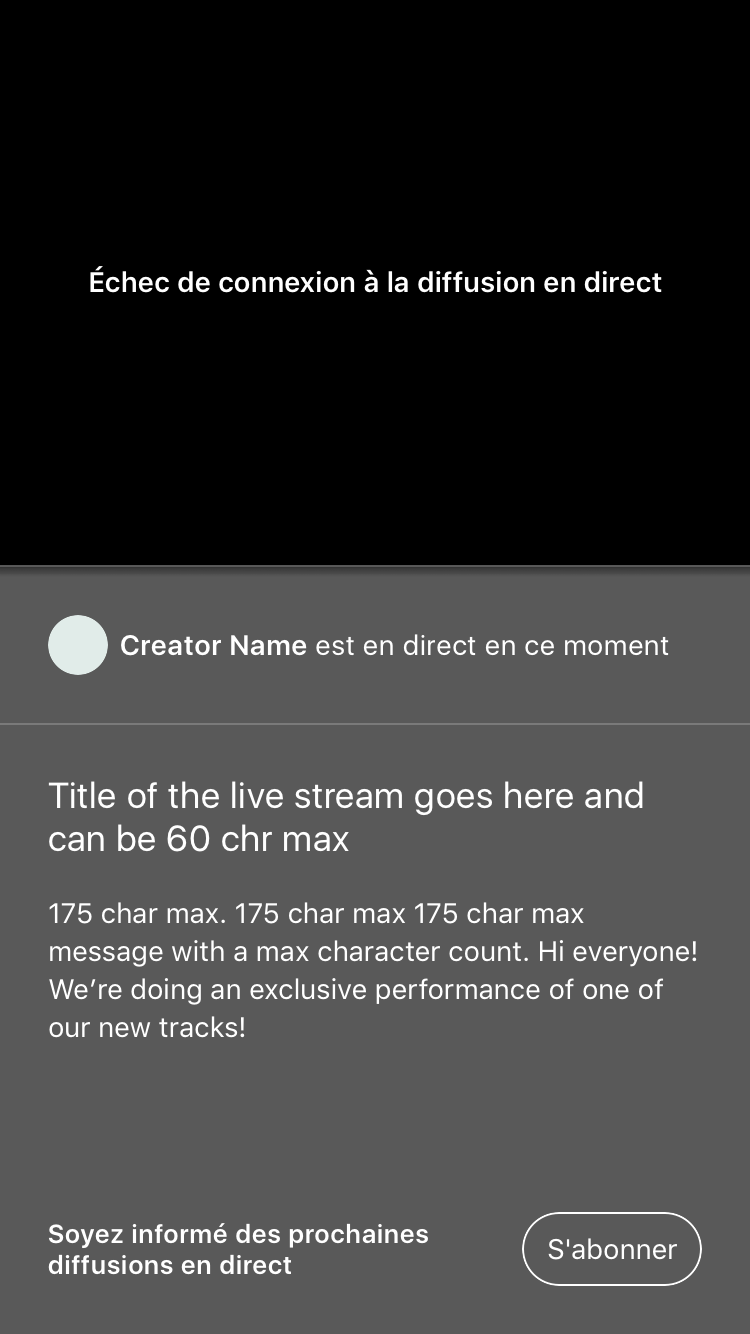 Échec de connexion à la diffusion en direct
Creator Name est en direct en ce moment
Title of the live stream goes here and
can be 60 chr max
175 char max. 175 char max 175 char max
message with a max character count. Hi everyone!
We’re doing an exclusive performance of one of
our new tracks!
Soyez informé des prochaines
diffusions en direct
S'abonner